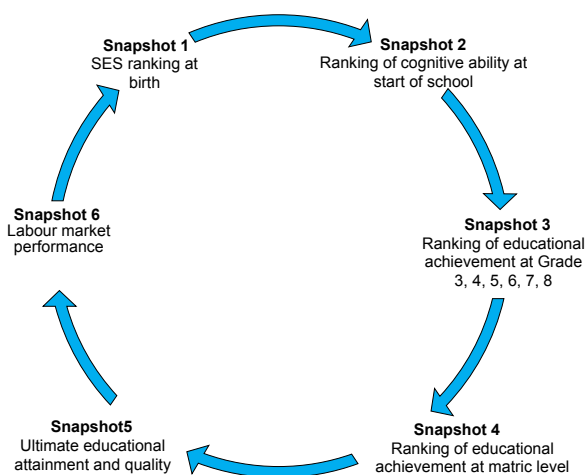 Snapshot 1
SES ranking at
birth
Snapshot 2
Ranking of cognitive ability at
start of school
Snapshot 3
Ranking of educational
achievement at Grade
3, 4, 5, 6, 7, 8
Snapshot 4
Ranking of educational
achievement at matric level
Snapshot5
Ultimate educational
attainment and quality
Snapshot 6
Labour market
performance